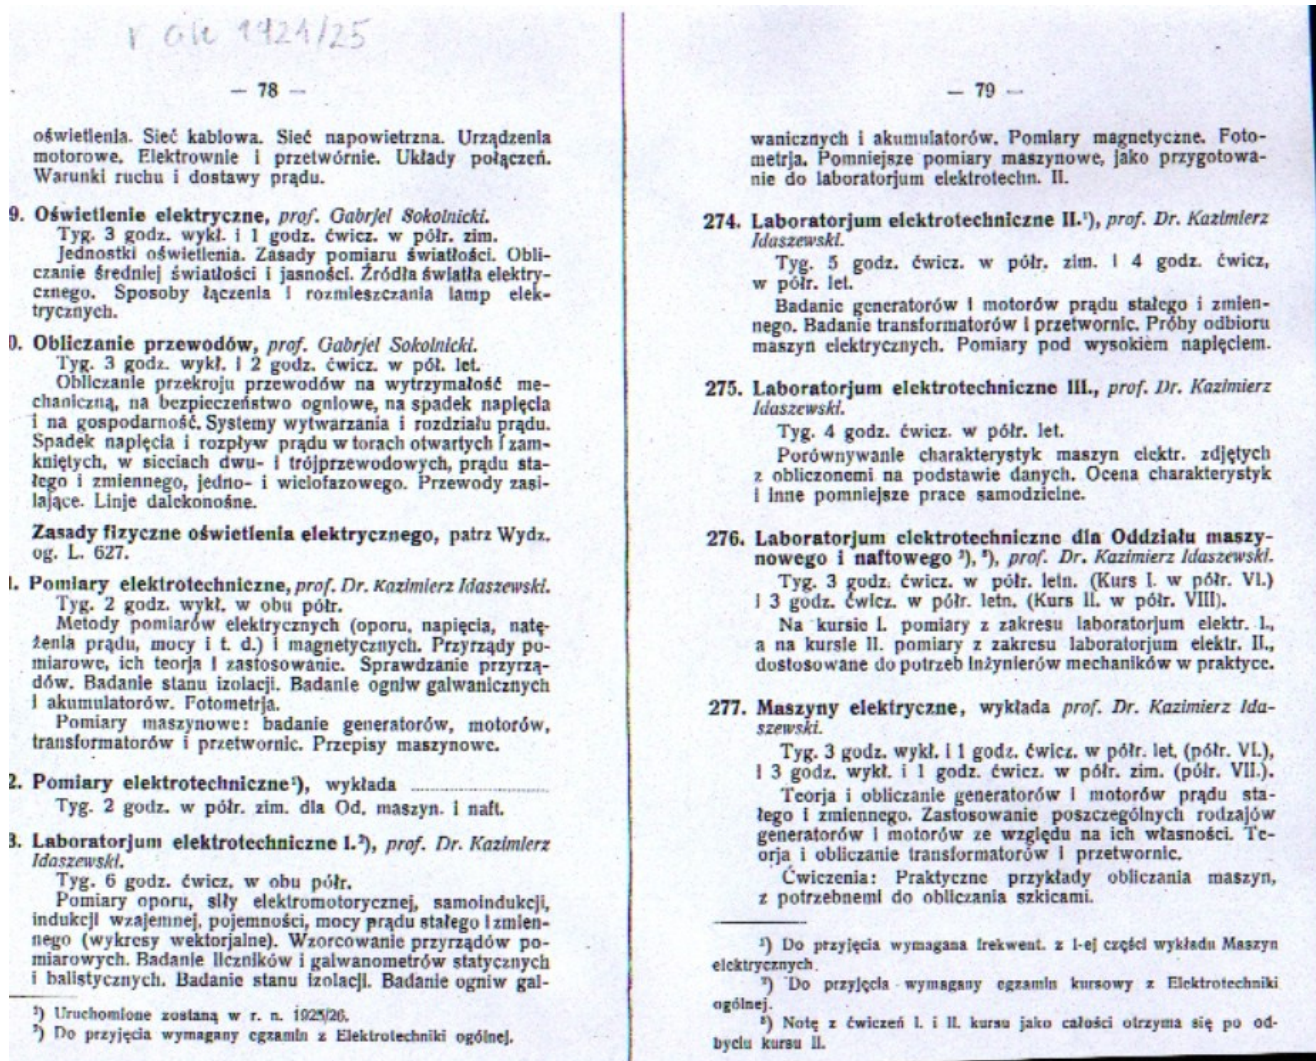 r ak 1924/25
— 78 —
oświetlenia. Sieć kablowa. Sieć napowietrzna. Urządzenia
motorowe. Elektrownie i przetwórnie. Układy połączeń.
Warunki ruchu i dostawy prądu.
9. Oświetlenie elektryczne, prof. Gabrjel Sokolnicki.
Tyg. 3 godz. wykł. i 1 godz. ćwicz. w półr. zim.
Jednostki oświetlenia. Zasady pomiaru światłości. Obli-
czanie średniej światłości i jasności. Źródła światła elektry-
cznego. Sposoby łączenia i rozmieszczania lamp elek-
trycznych.
0. Obliczanie przewodów, prof. Gabrjel Sokolnicki.
Tyg. 3 godz. wykł. i 2 godz. ćwicz. w pół. let.
Obliczanie przekroju przewodów na wytrzymałość me-
chaniczną, na bezpieczeństwo ogniowe, na spadek napięcia
i na gospodarność. Systemy wytwarzania i rozdziału prądu.
Spadek napięcia i rozpływ prądu w torach otwartych i zam-
kniętych, w sieciach dwu- i trójprzewodowych, prądu sta-
łego i zmiennego, jedno- i wielofazowego. Przewody zasi-
lające. Linje dalekonośne.
Zasady fizyczne oświetlenia elektrycznego, patrz Wydz.
og. L. 627.
1. Pomiary elektrotechniczne, prof. Dr. Kazimierz Idaszewski.
Tyg. 2 godz. wykł. w obu półr.
Metody pomiarów elektrycznych (oporu, napięcia, natę-
żenia prądu, mocy i t. d.) i magnetycznych. Przyrządy po-
miarowe, ich teorja i zastosowanie. Sprawdzanie przyrzą-
dów. Badanie stanu izolacji. Badanie ogniw galwanicznych
i akumulatorów. Fotometrja.
Pomiary maszynowe: badanie generatorów, motorów,
transformatorów i przetwornic. Przepisy maszynowe.
2. Pomiary elektrotechniczne¹), wykłada ....................
Tyg. 2 godz. w półr. zim. dla Od. maszyn. i naft.
3. Laboratorjum elektrotechniczne I.²), prof. Dr. Kazimierz
Idaszewski.
Tyg. 6 godz. ćwicz. w obu półr.
Pomiary oporu, siły elektromotorycznej, samoindukcji,
indukcji wzajemnej, pojemności, mocy prądu stałego i zmien-
nego (wykresy wektorjalne). Wzorcowanie przyrządów po-
miarowych. Badanie liczników i galwanometrów statycznych
i balistycznych. Badanie stanu izolacji. Badanie ogniw gal-
¹) Uruchomione zostaną w r. n. 1925/26.
²) Do przyjęcia wymagany egzamin z Elektrotechniki ogólnej.
— 79 —
wanicznych i akumulatorów. Pomiary magnetyczne. Foto-
metrja. Pomniejsze pomiary maszynowe, jako przygotowa-
nie do laboratorjum elektrotechn. II.
274. Laboratorjum elektrotechniczne II.¹), prof. Dr. Kazimierz
Idaszewski.
Tyg. 5 godz. ćwicz. w półr. zim. i 4 godz. ćwicz,
w półr. let.
Badanie generatorów i motorów prądu stałego i zmien-
nego. Badanie transformatorów i przetwornic. Próby odbioru
maszyn elektrycznych. Pomiary pod wysokiem napięciem.
275. Laboratorjum elektrotechniczne III., prof. Dr. Kazimierz
Idaszewski.
Tyg. 4 godz. ćwicz. w półr. let.
Porównywanie charakterystyk maszyn elektr. zdjętych
z obliczonemi na podstawie danych. Ocena charakterystyk
i inne pomniejsze prace samodzielne.
276. Laboratorjum elektrotechniczne dla Oddziału maszy-
nowego i naftowego ²), ³), prof. Dr. Kazimierz Idaszewski.
Tyg. 3 godz. ćwicz. w półr. letn. (Kurs I. w półr. VI.)
i 3 godz. ćwicz. w półr. letn. (Kurs II. w półr. VIII).
Na kursie I. pomiary z zakresu laboratorjum elektr. I.,
a na kursie II. pomiary z zakresu laboratorjum elektr. II.,
dostosowane do potrzeb inżynierów mechaników w praktyce.
277. Maszyny elektryczne, wykłada prof. Dr. Kazimierz Ida-
szewski.
Tyg. 3 godz. wykł. i 1 godz. ćwicz. w półr. let, (półr. VI.),
i 3 godz. wykł. i 1 godz. ćwicz. w półr. zim. (półr. VII.).
Teorja i obliczanie generatorów i motorów prądu sta-
łego i zmiennego. Zastosowanie poszczególnych rodzajów
generatorów i motorów ze względu na ich własności. Te-
orja i obliczanie transformatorów i przetwornic.
Ćwiczenia: Praktyczne przykłady obliczania maszyn,
z potrzebnemi do obliczania szkicami.
¹) Do przyjęcia wymagana frekwent. z I-ej części wykładu Maszyn
elektrycznych.
²) Do przyjęcia wymagany egzamin kursowy z Elektrotechniki
ogólnej.
³) Notę z ćwiczeń I. i II. kursu jako całości otrzyma się po od-
byciu kursu II.